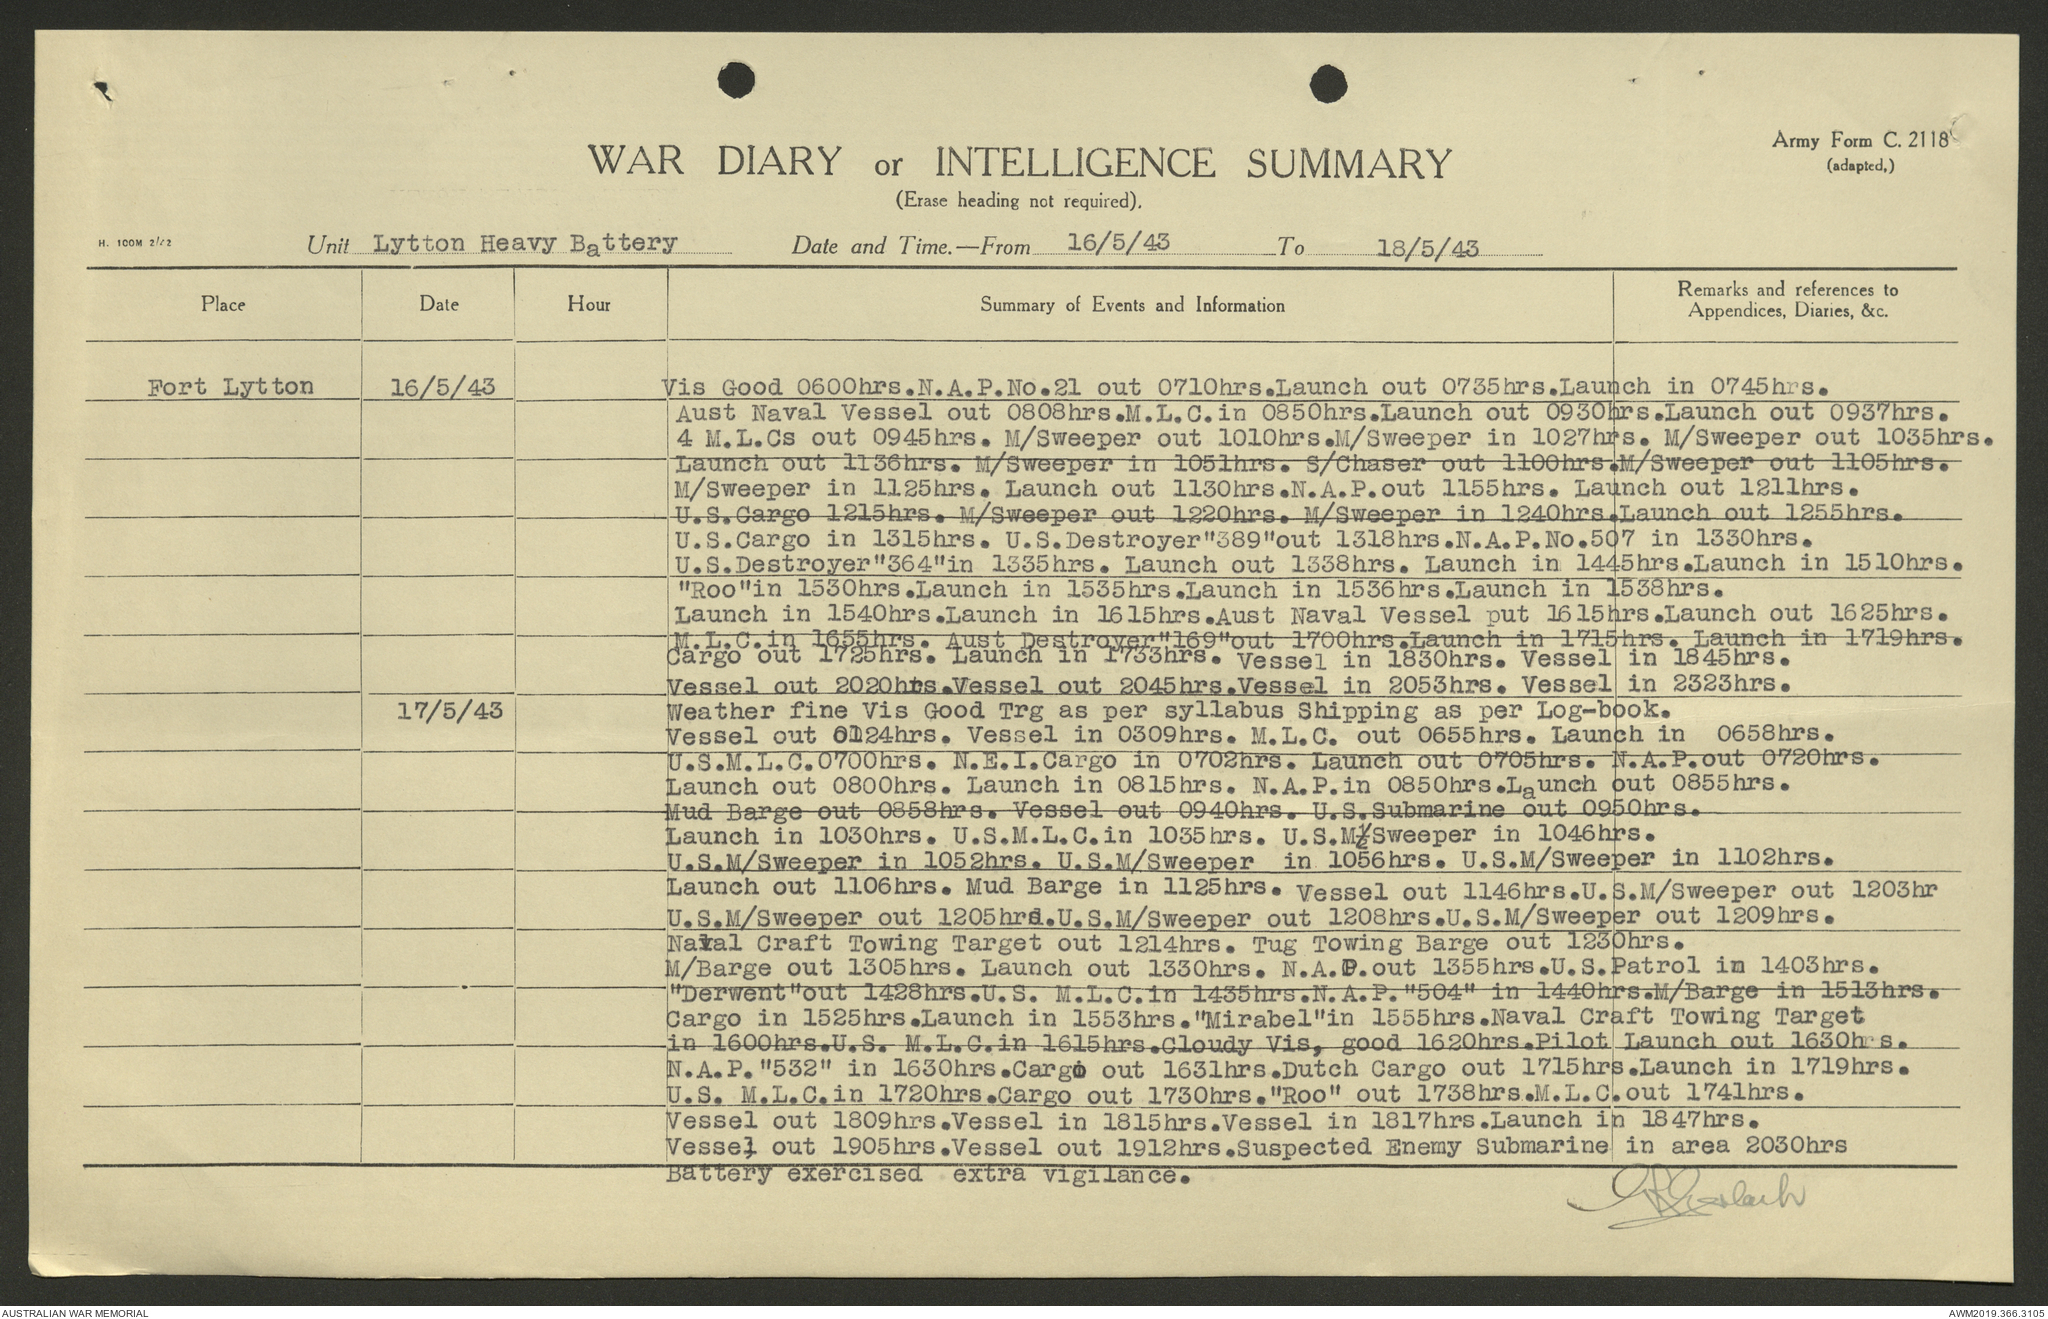 Army Form C. 2118
(adapted,)
WAR DIARY or INTELLIGENCE SUMMARY
(Erase heading not required).
H. 100M 2/42
Unit Lytton Heavy Battery Date and Time.—From 16/5/43 To 18/5/43
Place Date Hour Summary of Events and Information Remarks and references to
Appendices, Diaries, &c.
Fort Lytton 16/5/43 Vis Good 0600hrs.N.A.P.No.21 out 0710hrs.Launch out 0735hrs.Launch in 0745hrs.
Aust Naval Vessel out 0808hrs.M.L.C.in 0850hrs.Launch out 0930hrs.Launch out 0937hrs.
4 M.L.Cs out 0945hrs. M/Sweeper out 1010hrs.M/Sweeper in 1027hrs. M/Sweeper out 1035hrs.
Launch out 1136hrs. M/Sweeper in 1051hrs. S/Chaser out 1100hrs.M/Sweeper out 1105hrs.
M/Sweeper in 1125hrs. Launch out 1130hrs.N.A.P.out 1155hrs. Launch out 1211hrs.
U.S.Cargo 1215hrs. M/Sweeper out 1220hrs. M/Sweeper in 1240hrs.Launch out 1255hrs.
U.S.Cargo in 1315hrs. U.S.Destroyer"389"out 1318hrs.N.A.P.No.507 in 1330hrs.
U.S.Destroyer"364"in 1335hrs. Launch out 1338hrs. Launch in 1445hrs.Launch in 1510hrs.
"Roo"in 1530hrs.Launch in 1535hrs.Launch in 1536hrs.Launch in 1538hrs.
Launch in 1540hrs.Launch in 1615hrs.Aust Naval Vessel put 1615hrs.Launch out 1625hrs.
M.L.C.in 1655hrs. Aust Destroyer"169"out 1700hrs.Launch in 1715hrs. Launch in 1719hrs.
Cargo out 1725hrs. Launch in 1733hrs. Vessel in 1830hrs. Vessel in 1845hrs.
Vessel out 2020hrs.Vessel out 2045hrs.Vessel in 2053hrs. Vessel in 2323hrs.
17/5/43 Weather fine Vis Good Trg as per syllabus Shipping as per Log-book.
Vessel out 0124hrs. Vessel in 0309hrs. M.L.C. out 0655hrs. Launch in 0658hrs.
U.S.M.L.C.0700hrs. N.E.I.Cargo in 0702hrs. Launch out 0705hrs. N.A.P.out 0720hrs.
Launch out 0800hrs. Launch in 0815hrs. N.A.P.in 0850hrs.Launch out 0855hrs.
Mud Barge out 0858hrs. Vessel out 0940hrs. U.S.Submarine out 0950hrs.
Launch in 1030hrs. U.S.M.L.C.in 1035hrs. U.S.M/Sweeper in 1046hrs.
U.S.M/Sweeper in 1052hrs. U.S.M/Sweeper in 1056hrs. U.S.M/Sweeper in 1102hrs.
Launch out 1106hrs. Mud Barge in 1125hrs. Vessel out 1146hrs.U.S.M/Sweeper out 1203hr
U.S.M/Sweeper out 1205hrs.U.S.M/Sweeper out 1208hrs.U.S.M/Sweeper out 1209hrs.
Naval Craft Towing Target out 1214hrs. Tug Towing Barge out 1230hrs.
M/Barge out 1305hrs. Launch out 1330hrs. N.A.P.out 1355hrs.U.S.Patrol in 1403hrs.
"Derwent"out 1428hrs.U.S. M.L.C.in 1435hrs.N.A.P."504" in 1440hrs.M/Barge in 1513hrs.
Cargo in 1525hrs.Launch in 1553hrs."Mirabel"in 1555hrs.Naval Craft Towing Target
in 1600hrs.U.S. M.L.C.in 1615hrs.Cloudy Vis, good 1620hrs.Pilot Launch out 1630hrs.
N.A.P."532" in 1630hrs.Cargo out 1631hrs.Dutch Cargo out 1715hrs.Launch in 1719hrs.
U.S. M.L.C.in 1720hrs.Cargo out 1730hrs."Roo" out 1738hrs.M.L.C.out 1741hrs.
Vessel out 1809hrs.Vessel in 1815hrs.Vessel in 1817hrs.Launch in 1847hrs.
Vessel out 1905hrs.Vessel out 1912hrs.Suspected Enemy Submarine in area 2030hrs
Battery exercised extra vigilance.
AUSTRALIAN WAR MEMORIAL AWM2019.366.3105